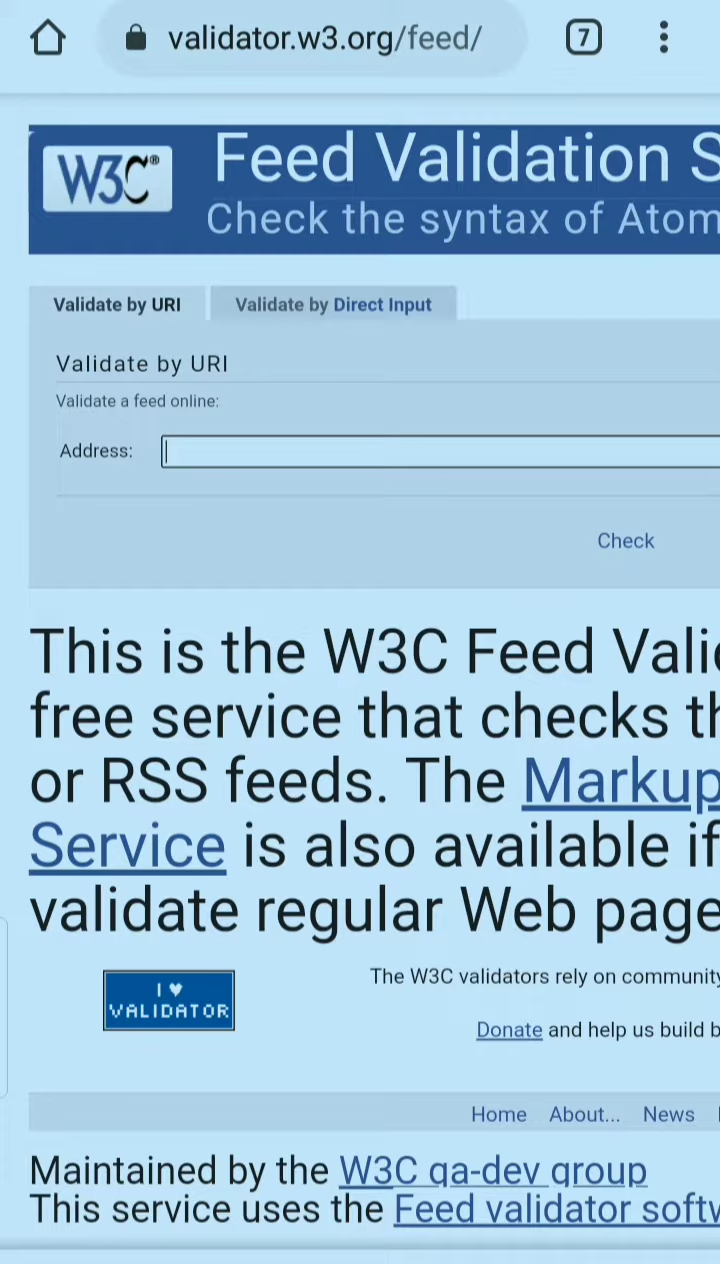 validator.w3.org/feed/
7
W3C®
Feed Validation S
Check the syntax of Atom
Validate by URI
Validate by Direct Input
Validate by URI
Validate a feed online:
Address:
Check
This is the W3C Feed Valid
free service that checks th
or RSS feeds. The Markup
Service is also available if
validate regular Web page
I ♥
VALIDATOR
The W3C validators rely on community
Donate and help us build b
Home About... News
Maintained by the W3C qa-dev group
This service uses the Feed validator softw